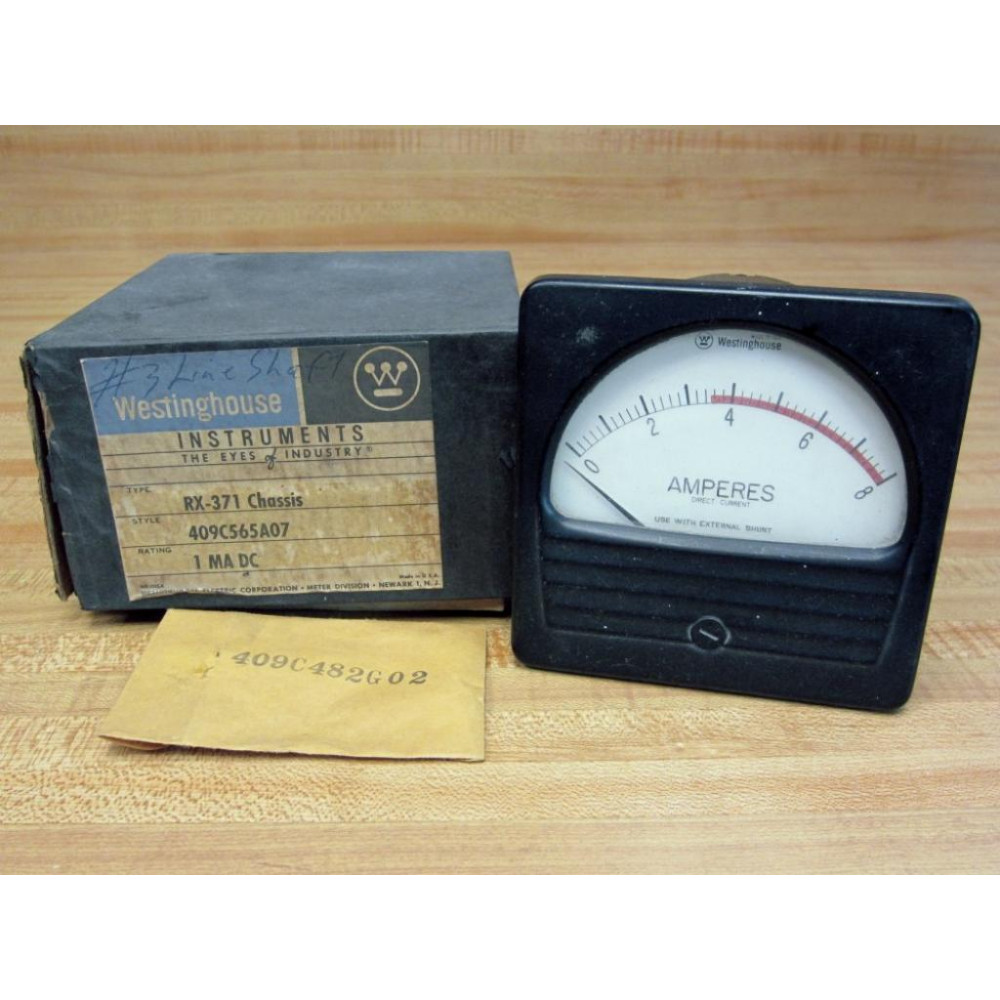 #3 Line Shaft
Westinghouse
W
INSTRUMENTS
THE EYES of INDUSTRY®
TYPE
RX-371 Chassis
STYLE
409C565A07
RATING
1 MA DC
Made in U.S.A.
ELECTRIC CORPORATION • METER DIVISION • NEWARK 1, N. J.
409C482G02
W Westinghouse
0 2 4 6 8
AMPERES
DIRECT CURRENT
USE WITH EXTERNAL SHUNT